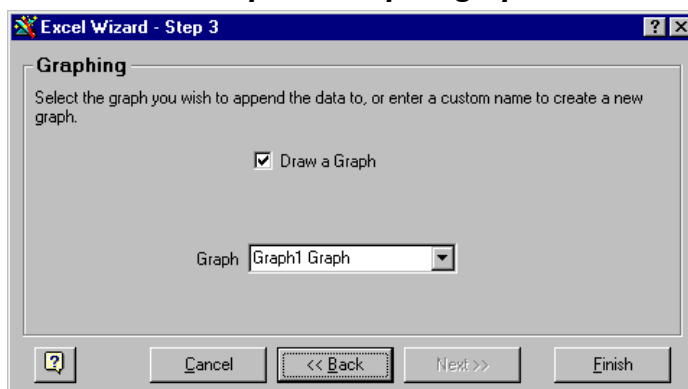 Excel Wizard - Step 3
Graphing
Select the graph you wish to append the data to, or enter a custom name to create a new
graph.
Draw a Graph
Graph Graph1 Graph
Cancel << Back Next >> Finish